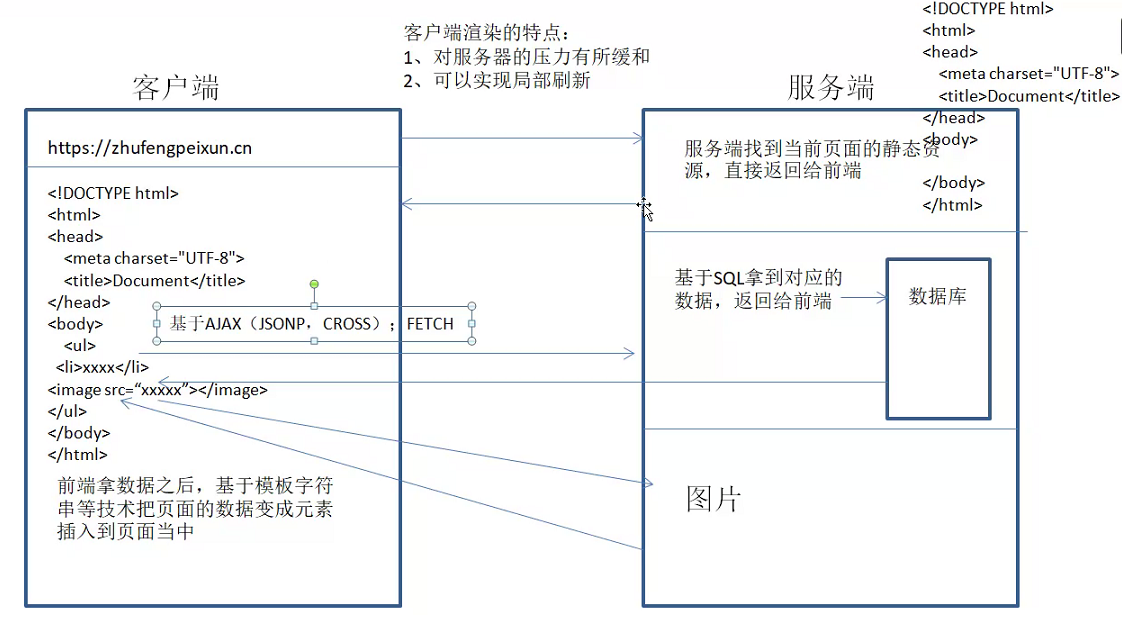 客户端渲染的特点：
1、对服务器的压力有所缓和
2、可以实现局部刷新
客户端
https://zhufengpeixun.cn
<!DOCTYPE html>
<html>
<head>
<meta charset="UTF-8">
<title>Document</title>
</head>
<body>
<ul>
<li>xxxx</li>
<image src=“xxxxx”></image>
</ul>
</body>
</html>
基于AJAX（JSONP，CROSS）；FETCH
前端拿数据之后，基于模板字符
串等技术把页面的数据变成元素
插入到页面当中
服务端
<!DOCTYPE html>
<html>
<head>
<meta charset="UTF-8">
<title>Document</title>
</head>
<body>
</body>
</html>
服务端找到当前页面的静态资
源，直接返回给前端
基于SQL拿到对应的
数据，返回给前端
数据库
图片